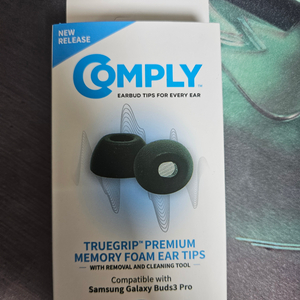 NEW
RELEASE
COMPLY™
EARBUD TIPS FOR EVERY EAR
TRUEGRIP™ PREMIUM
MEMORY FOAM EAR TIPS
WITH REMOVAL AND CLEANING TOOL
Compatible with
Samsung Galaxy Buds3 Pro